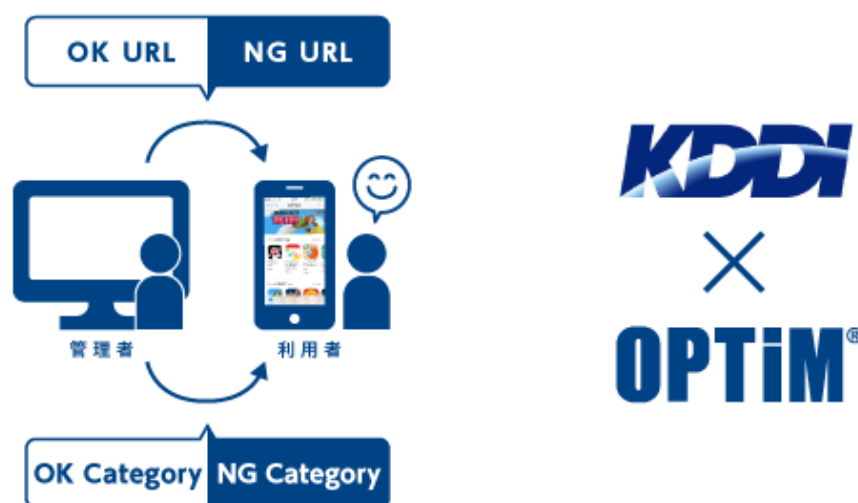 OK URL
NG URL
管理者
利用者
OK Category
NG Category
KDDI
×
OPTiM®